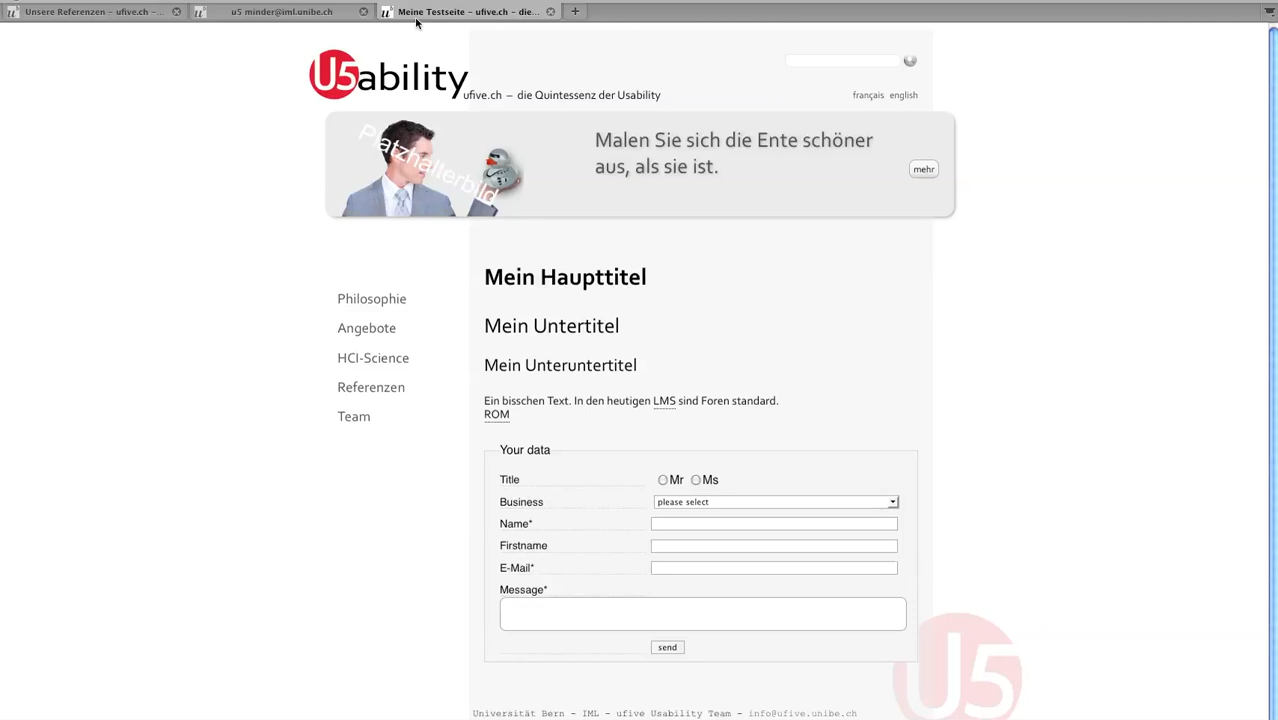 Unsere Referenzen – ufive.ch –...
u5 minder@iml.unibe.ch
Meine Testseite – ufive.ch – die...
U5ability
ufive.ch – die Quintessenz der Usability
français english
Platzhalterbild
Malen Sie sich die Ente schöner
aus, als sie ist.
mehr
Mein Haupttitel
Philosophie
Angebote
HCI-Science
Referenzen
Team
Mein Untertitel
Mein Unteruntertitel
Ein bisschen Text. In den heutigen LMS sind Foren standard.
ROM
Your data
Title Mr Ms
Business please select
Name*
Firstname
E-Mail*
Message*
send
U5
Universität Bern – IML – ufive Usability Team – info@ufive.unibe.ch